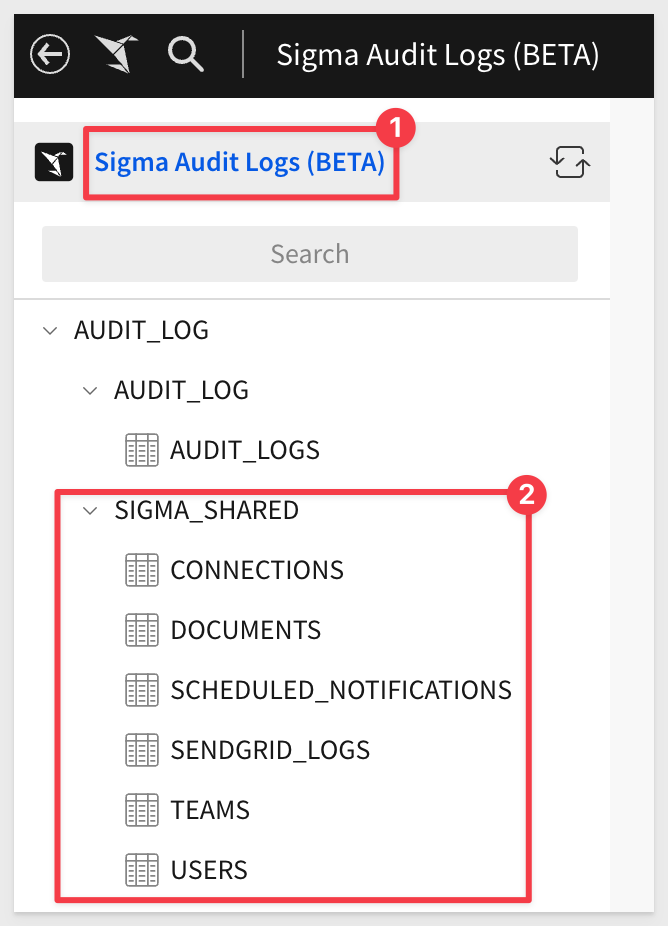 Sigma Audit Logs (BETA)
1
Sigma Audit Logs (BETA)
Search
AUDIT_LOG
AUDIT_LOG
AUDIT_LOGS
2
SIGMA_SHARED
CONNECTIONS
DOCUMENTS
SCHEDULED_NOTIFICATIONS
SENDGRID_LOGS
TEAMS
USERS